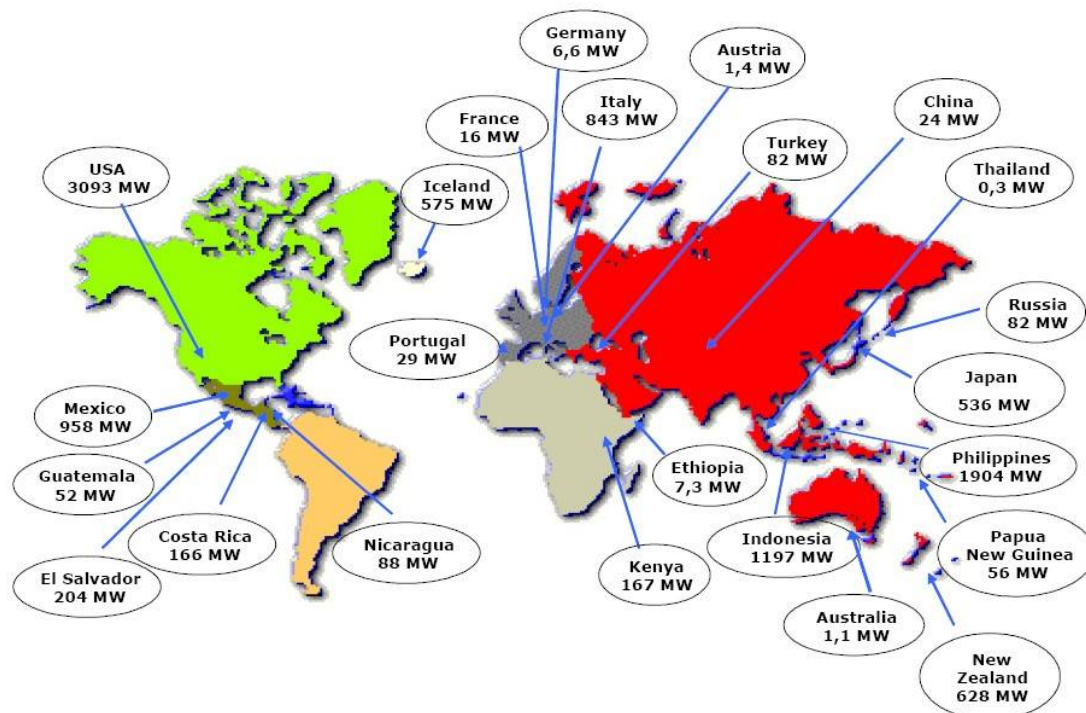 Germany
6,6 MW
Austria
1,4 MW
Italy
843 MW
China
24 MW
France
16 MW
Turkey
82 MW
USA
3093 MW
Iceland
575 MW
Thailand
0,3 MW
Russia
82 MW
Portugal
29 MW
Japan
536 MW
Mexico
958 MW
Philippines
1904 MW
Guatemala
52 MW
Ethiopia
7,3 MW
Costa Rica
166 MW
Nicaragua
88 MW
Indonesia
1197 MW
Papua
New Guinea
56 MW
El Salvador
204 MW
Kenya
167 MW
Australia
1,1 MW
New
Zealand
628 MW